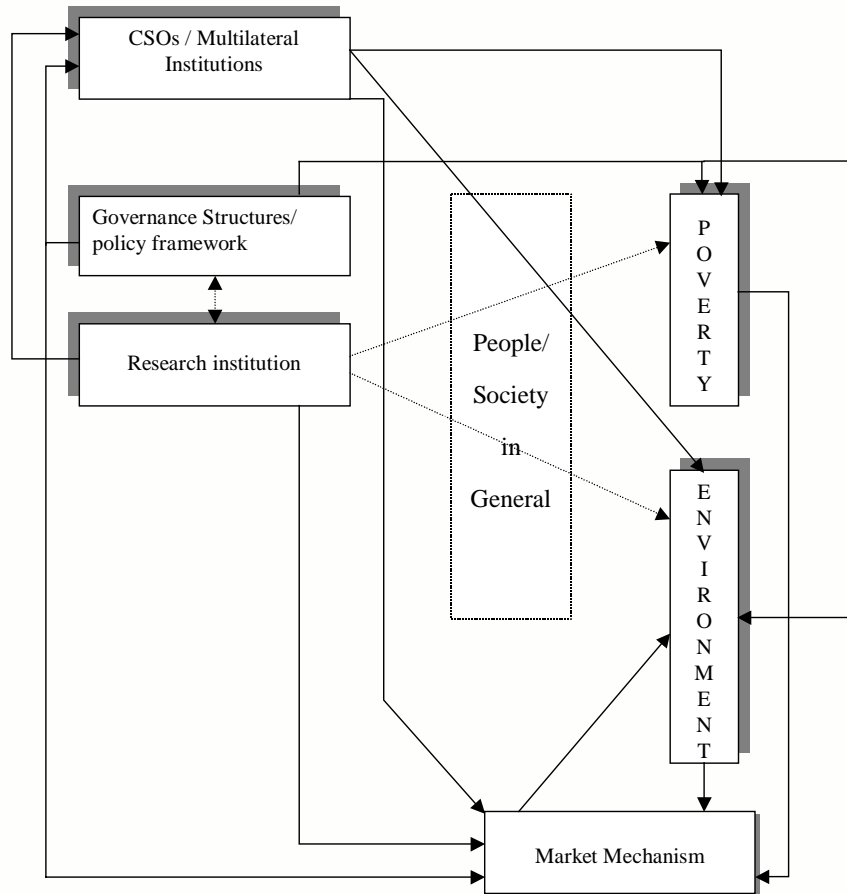 CSOs / Multilateral
Institutions
Governance Structures/
policy framework
Research institution
People/
Society
in
General
P
O
V
E
R
T
Y
E
N
V
I
R
O
N
M
E
N
T
Market Mechanism